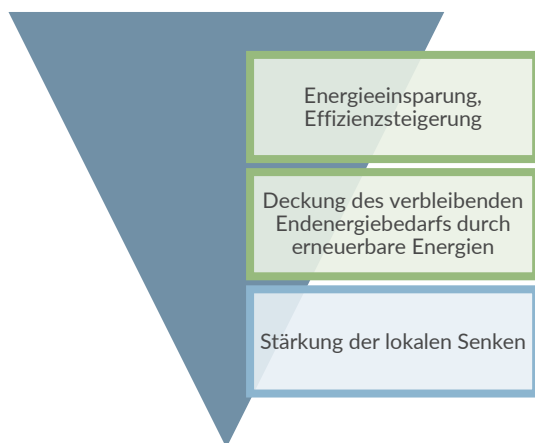 Energieeinsparung,
Effizienzsteigerung
Deckung des verbleibenden
Endenergiebedarfs durch
erneuerbare Energien
Stärkung der lokalen Senken